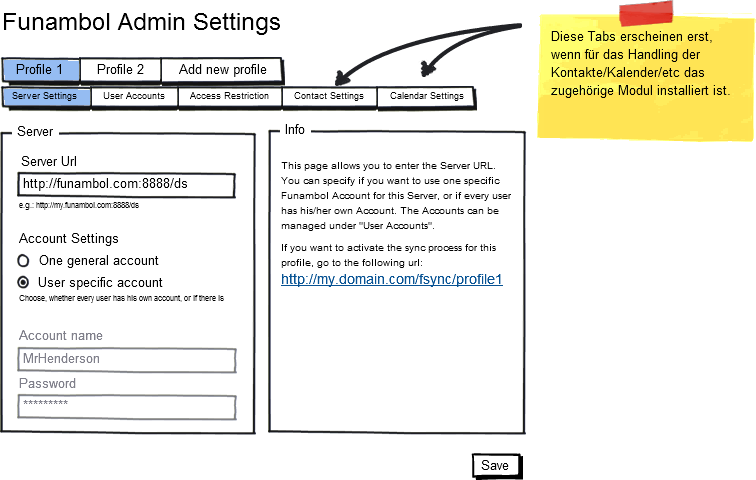 Funambol Admin Settings
Profile 1
Profile 2
Add new profile
Server Settings
User Accounts
Access Restriction
Contact Settings
Calendar Settings
Server
Server Url
http://funambol.com:8888/ds
e.g.: http://my.funambol.com:8888/ds
Account Settings
One general account
User specific account
Choose, whether every user has his own account, or if there is
Account name
MrHenderson
Password
*********
Info
This page allows you to enter the Server URL.
You can specify if you want to use one specific
Funambol Account for this Server, or if every user
has his/her own Account. The Accounts can be
managed under "User Accounts".
If you want to activate the sync process for this
profile, go to the following url:
http://my.domain.com/fsync/profile1
Save
Diese Tabs erscheinen erst,
wenn für das Handling der
Kontakte/Kalender/etc das
zugehörige Modul installiert ist.